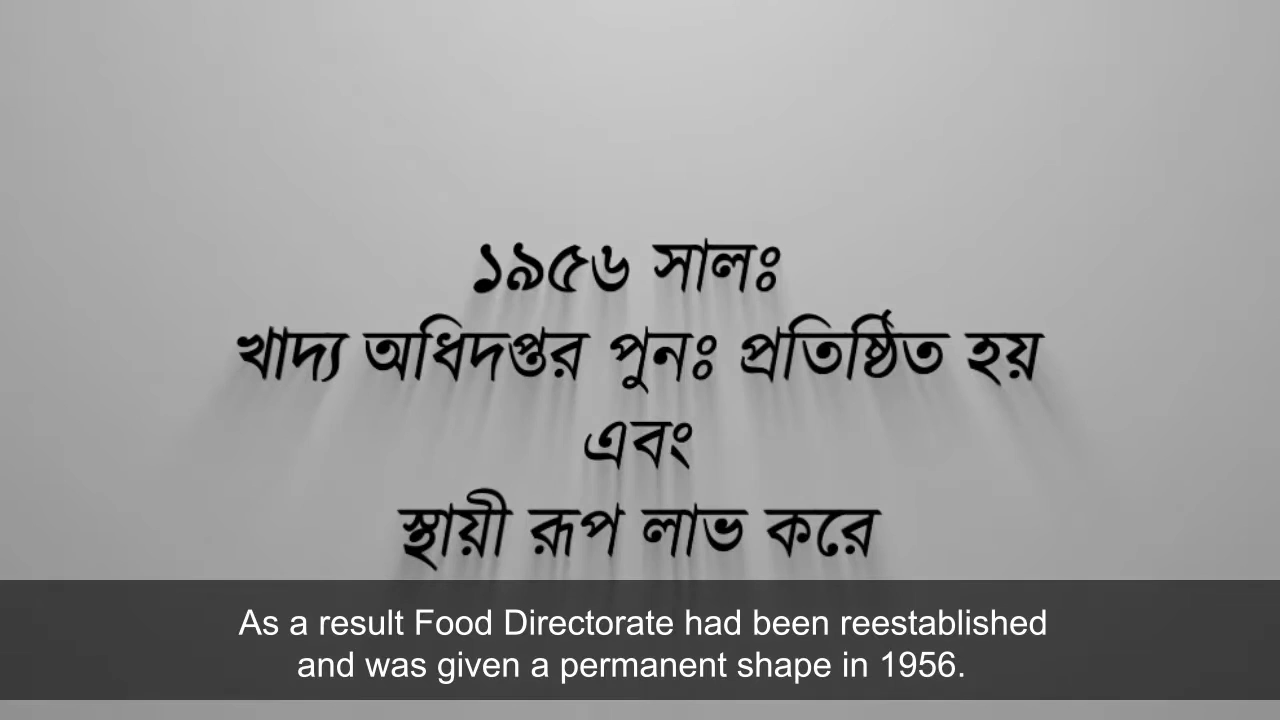 ১৯৫৬ সালঃ
খাদ্য অধিদপ্তর পুনঃ প্রতিষ্ঠিত হয়
এবং
স্থায়ী রূপ লাভ করে
As a result Food Directorate had been reestablished
and was given a permanent shape in 1956.